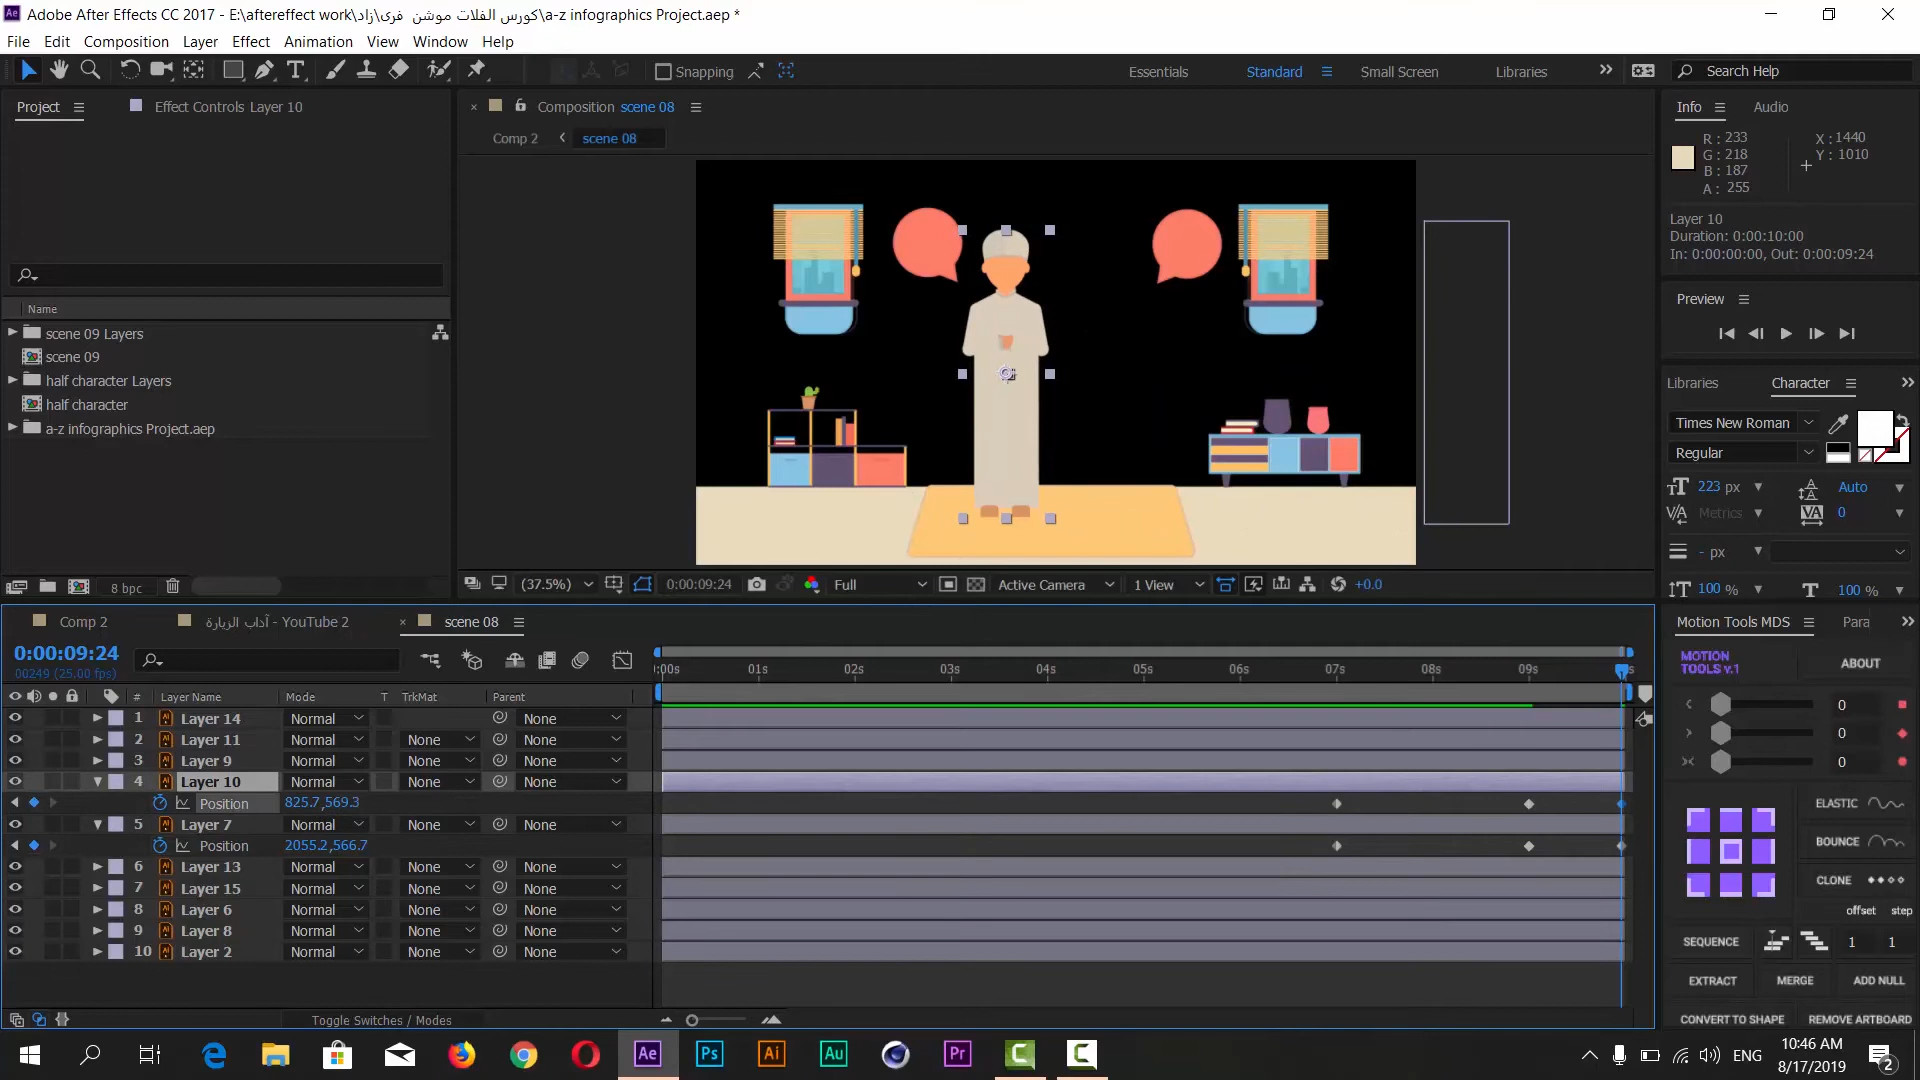 Adobe After Effects CC 2017 - E:\aftereffect work\كورس الفلات موشن فرى\زاد\a-z infographics Project.aep *
File Edit Composition Layer Effect Animation View Window Help
Snapping
Essentials Standard Small Screen Libraries Search Help
Project Effect Controls Layer 10
Composition scene 08
Info Audio
Comp 2 scene 08
R : 233
G : 218
B : 187
A : 255
X : 1440
Y : 1010
Layer 10
Duration: 0:00:10:00
In: 0:00:00:00, Out: 0:00:09:24
Name
scene 09 Layers
scene 09
half character Layers
half character
a-z infographics Project.aep
Preview
Libraries Character
Times New Roman
Regular
223 px Auto
Metrics 0
- px
100 % 100 %
8 bpc
(37.5%) 0:00:09:24 Full Active Camera 1 View +0.0
Comp 2 آداب الزيارة - YouTube 2 scene 08
Motion Tools MDS Para
0:00:09:24
00249 (25.00 fps)
:00s 01s 02s 03s 04s 05s 06s 07s 08s 09s
# Layer Name Mode T TrkMat Parent
1 Layer 14 Normal None
2 Layer 11 Normal None None
3 Layer 9 Normal None None
4 Layer 10 Normal None None
Position 825.7,569.3
5 Layer 7 Normal None None
Position 2055.2,566.7
6 Layer 13 Normal None None
7 Layer 15 Normal None None
8 Layer 6 Normal None None
9 Layer 8 Normal None None
10 Layer 2 Normal None None
Toggle Switches / Modes
MOTION TOOLS v.1 ABOUT
0
0
0
ELASTIC
BOUNCE
CLONE
offset step
SEQUENCE 1 1
EXTRACT MERGE ADD NULL
CONVERT TO SHAPE REMOVE ARTBOARD
Ae Ps Ai Au Pr
ENG
10:46 AM
8/17/2019
2